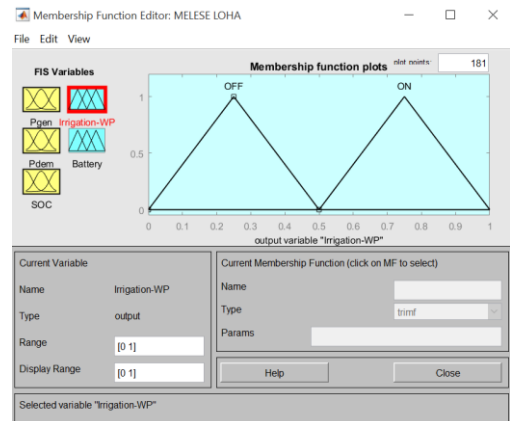 Membership Function Editor: MELESE LOHA
File Edit View
FIS Variables
Pgen Irrigation-WP
Pdem Battery
SOC
Membership function plots plot points: 181
OFF ON
1
0.5
0
0 0.1 0.2 0.3 0.4 0.5 0.6 0.7 0.8 0.9 1
output variable "Irrigation-WP"
Current Variable
Name Irrigation-WP
Type output
Range [0 1]
Display Range [0 1]
Current Membership Function (click on MF to select)
Name
Type trimf
Params
Help Close
Selected variable "Irrigation-WP"